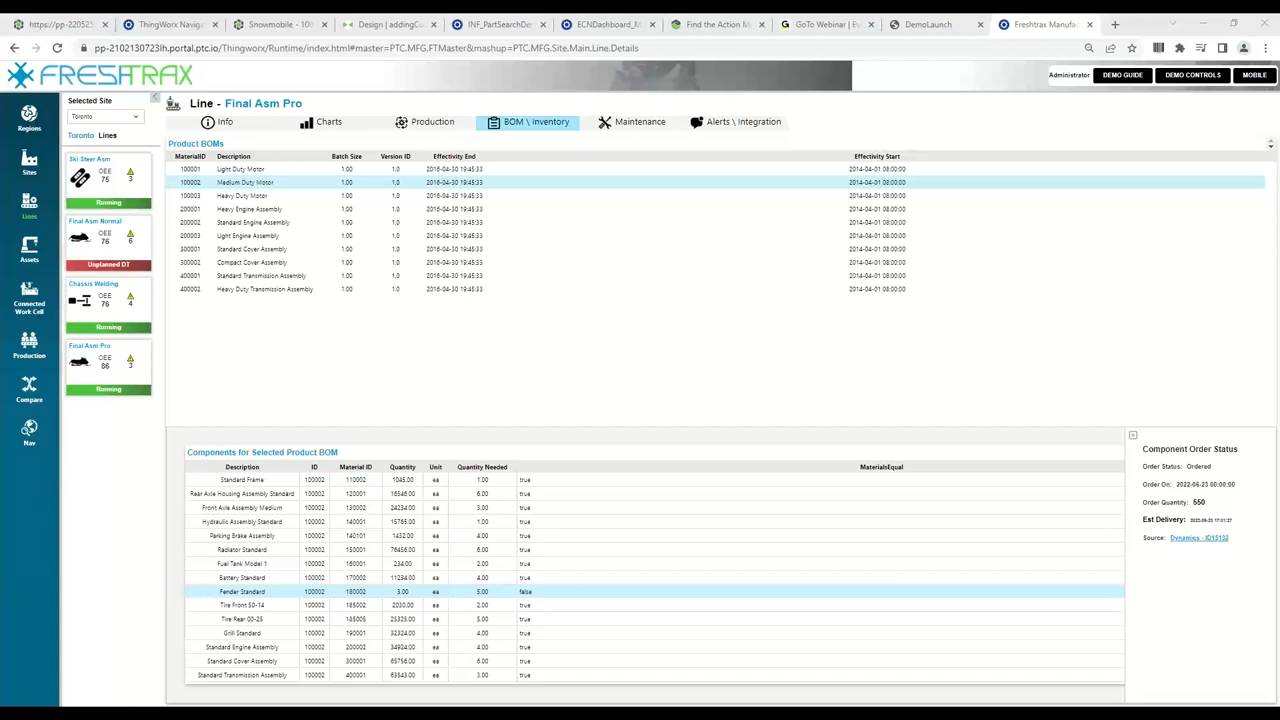 https://pp-220525
ThingWorx Navig
Snowmobile - 100
Design | addingCu
INF_PartSearchDe
ECNDashboard_M
Find the Action M
GoTo Webinar | Ev
DemoLaunch
Freshtrax Manufac
pp-2102130723lh.portal.ptc.io/Thingworx/Runtime/index.html#master=PTC.MFG.FTMaster&mashup=PTC.MFG.Site.Main.Line.Details
FRESHTRAX
Administrator
DEMO GUIDE
DEMO CONTROLS
MOBILE
Regions
Sites
Lines
Assets
Connected
Work Cell
Production
Compare
Nav
Selected Site
Toronto
Toronto Lines
Ski Steer Asm
OEE
75
3
Running
Final Asm Normal
OEE
76
6
Unplanned DT
Chassis Welding
OEE
76
4
Running
Final Asm Pro
OEE
86
3
Running
Line - Final Asm Pro
Info
Charts
Production
BOM \ Inventory
Maintenance
Alerts \ Integration
Product BOMs
MaterialID Description Batch Size Version ID Effectivity End Effectivity Start
100001 Light Duty Motor 1.00 1.0 2016-04-30 19:45:33 2014-04-01 08:00:00
100002 Medium Duty Motor 1.00 1.0 2016-04-30 19:45:33 2014-04-01 08:00:00
100003 Heavy Duty Motor 1.00 1.0 2016-04-30 19:45:33 2014-04-01 08:00:00
200001 Heavy Engine Assembly 1.00 1.0 2016-04-30 19:45:33 2014-04-01 08:00:00
200002 Standard Engine Assembly 1.00 1.0 2016-04-30 19:45:33 2014-04-01 08:00:00
200003 Light Engine Assembly 1.00 1.0 2016-04-30 19:45:33 2014-04-01 08:00:00
300001 Standard Cover Assembly 1.00 1.0 2016-04-30 19:45:33 2014-04-01 08:00:00
300002 Compact Cover Assembly 1.00 1.0 2016-04-30 19:45:33 2014-04-01 08:00:00
400001 Standard Transmission Assembly 1.00 1.0 2016-04-30 19:45:33 2014-04-01 08:00:00
400002 Heavy Duty Transmission Assembly 1.00 1.0 2016-04-30 19:45:33 2014-04-01 08:00:00
Components for Selected Product BOM
Description ID Material ID Quantity Unit Quantity Needed MaterialsEqual
Standard Frame 100002 110002 1045.00 ea 1.00 true
Rear Axle Housing Assembly Standard 100002 120001 16546.00 ea 6.00 true
Front Axle Assembly Medium 100002 130002 24234.00 ea 3.00 true
Hydraulic Assembly Standard 100002 140001 15765.00 ea 1.00 true
Parking Brake Assembly 100002 140101 1432.00 ea 4.00 true
Radiator Standard 100002 150001 76456.00 ea 6.00 true
Fuel Tank Model 1 100002 160001 234.00 ea 2.00 true
Battery Standard 100002 170002 11234.00 ea 4.00 true
Fender Standard 100002 180002 3.00 ea 5.00 false
Tire Front 50-14 100002 185002 2030.00 ea 2.00 true
Tire Rear 00-25 100002 185005 25325.00 ea 5.00 true
Grill Standard 100002 190001 32324.00 ea 4.00 true
Standard Engine Assembly 100002 200002 34924.00 ea 4.00 true
Standard Cover Assembly 100002 300001 65756.00 ea 6.00 true
Standard Transmission Assembly 100002 400001 63543.00 ea 3.00 true
Component Order Status
Order Status: Ordered
Order On: 2022-06-23 00:00:00
Order Quantity: 550
Est Delivery:
Source: Dynamics - ID15132